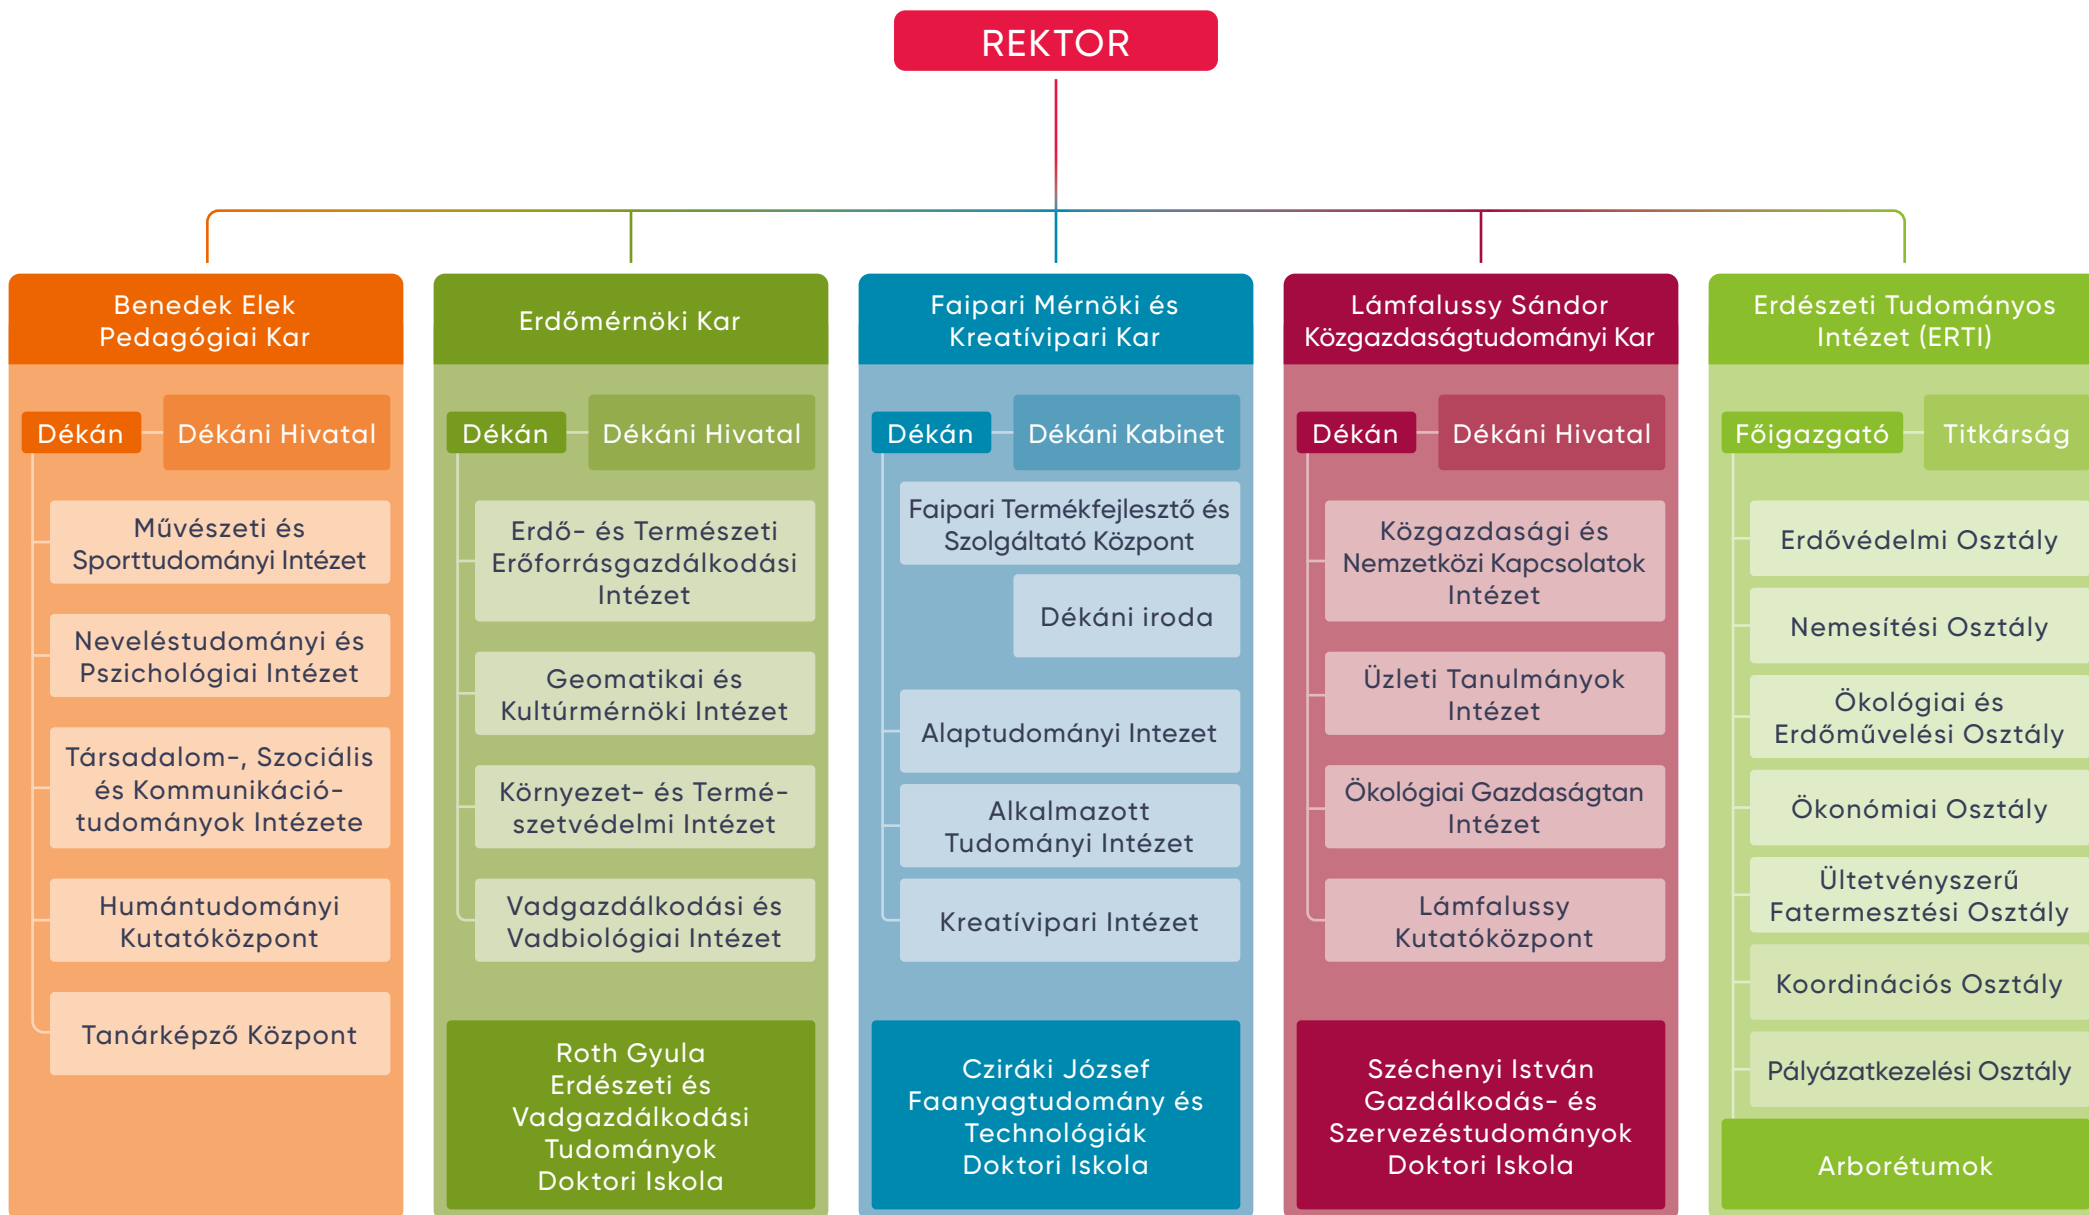 REKTOR
Benedek Elek
Pedagógiai Kar
Dékán
Dékáni Hivatal
Művészeti és
Sporttudományi Intézet
Neveléstudományi és
Pszichológiai Intézet
Társadalom-, Szociális
és Kommunikáció-
tudományok Intézete
Humántudományi
Kutatóközpont
Tanárképző Központ
Erdőmérnöki Kar
Dékán
Dékáni Hivatal
Erdő- és Természeti
Erőforrásgazdálkodási
Intézet
Geomatikai és
Kultúrmérnöki Intézet
Környezet- és Termé-
szetvédelmi Intézet
Vadgazdálkodási és
Vadbiológiai Intézet
Roth Gyula
Erdészeti és
Vadgazdálkodási
Tudományok
Doktori Iskola
Faipari Mérnöki és
Kreatívipari Kar
Dékán
Dékáni Kabinet
Faipari Termékfejlesztő és
Szolgáltató Központ
Dékáni iroda
Alaptudományi Intezet
Alkalmazott
Tudományi Intézet
Kreatívipari Intézet
Cziráki József
Faanyagtudomány és
Technológiák
Doktori Iskola
Lámfalussy Sándor
Közgazdaságtudományi Kar
Dékán
Dékáni Hivatal
Közgazdasági és
Nemzetközi Kapcsolatok
Intézet
Üzleti Tanulmányok
Intézet
Ökológiai Gazdaságtan
Intézet
Lámfalussy
Kutatóközpont
Széchenyi István
Gazdálkodás- és
Szervezéstudományok
Doktori Iskola
Erdészeti Tudományos
Intézet (ERTI)
Főigazgató
Titkárság
Erdővédelmi Osztály
Nemesítési Osztály
Ökológiai és
Erdőművelési Osztály
Ökonómiai Osztály
Ültetvényszerű
Fatermesztési Osztály
Koordinációs Osztály
Pályázatkezelési Osztály
Arborétumok